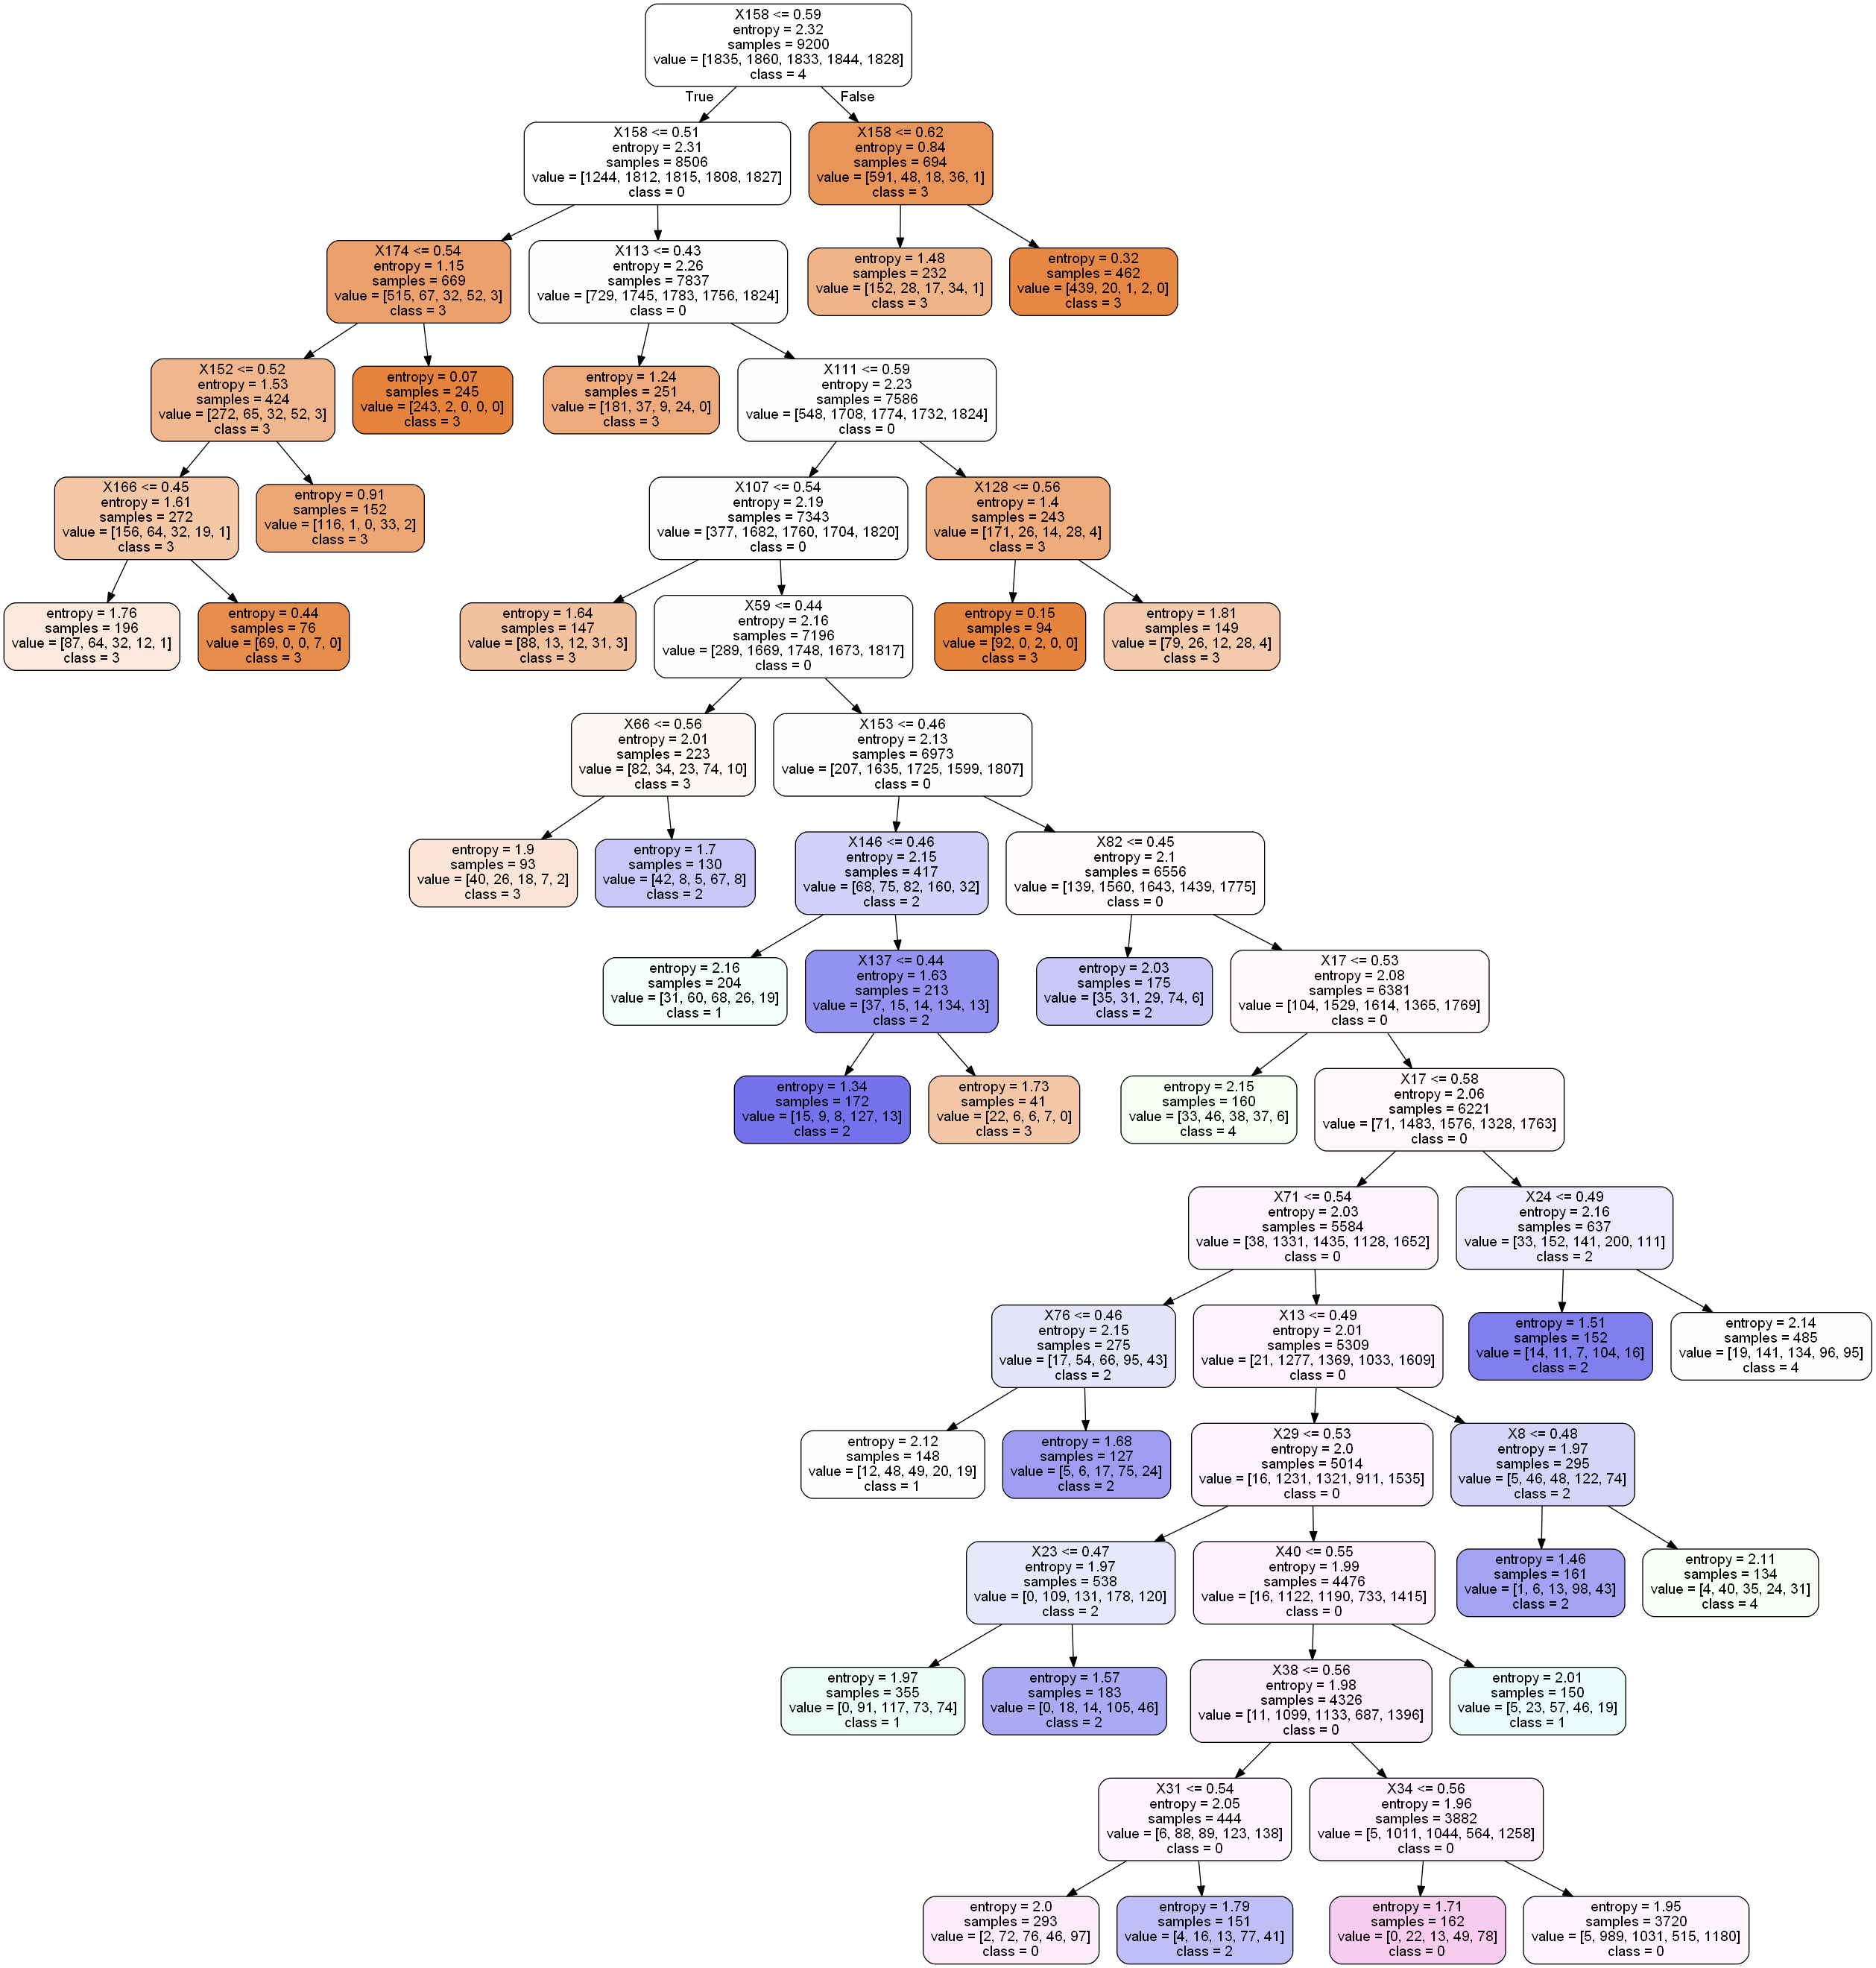 X158 <= 0.59
entropy = 2.32
samples = 9200
value = [1835, 1860, 1833, 1844, 1828]
class = 4
True
False
X158 <= 0.51
entropy = 2.31
samples = 8506
value = [1244, 1812, 1815, 1808, 1827]
class = 0
X158 <= 0.62
entropy = 0.84
samples = 694
value = [591, 48, 18, 36, 1]
class = 3
X174 <= 0.54
entropy = 1.15
samples = 669
value = [515, 67, 32, 52, 3]
class = 3
X113 <= 0.43
entropy = 2.26
samples = 7837
value = [729, 1745, 1783, 1756, 1824]
class = 0
entropy = 1.48
samples = 232
value = [152, 28, 17, 34, 1]
class = 3
entropy = 0.32
samples = 462
value = [439, 20, 1, 2, 0]
class = 3
X152 <= 0.52
entropy = 1.53
samples = 424
value = [272, 65, 32, 52, 3]
class = 3
entropy = 0.07
samples = 245
value = [243, 2, 0, 0, 0]
class = 3
entropy = 1.24
samples = 251
value = [181, 37, 9, 24, 0]
class = 3
X111 <= 0.59
entropy = 2.23
samples = 7586
value = [548, 1708, 1774, 1732, 1824]
class = 0
X166 <= 0.45
entropy = 1.61
samples = 272
value = [156, 64, 32, 19, 1]
class = 3
entropy = 0.91
samples = 152
value = [116, 1, 0, 33, 2]
class = 3
X107 <= 0.54
entropy = 2.19
samples = 7343
value = [377, 1682, 1760, 1704, 1820]
class = 0
X128 <= 0.56
entropy = 1.4
samples = 243
value = [171, 26, 14, 28, 4]
class = 3
entropy = 1.76
samples = 196
value = [87, 64, 32, 12, 1]
class = 3
entropy = 0.44
samples = 76
value = [69, 0, 0, 7, 0]
class = 3
entropy = 1.64
samples = 147
value = [88, 13, 12, 31, 3]
class = 3
X59 <= 0.44
entropy = 2.16
samples = 7196
value = [289, 1669, 1748, 1673, 1817]
class = 0
entropy = 0.15
samples = 94
value = [92, 0, 2, 0, 0]
class = 3
entropy = 1.81
samples = 149
value = [79, 26, 12, 28, 4]
class = 3
X66 <= 0.56
entropy = 2.01
samples = 223
value = [82, 34, 23, 74, 10]
class = 3
X153 <= 0.46
entropy = 2.13
samples = 6973
value = [207, 1635, 1725, 1599, 1807]
class = 0
entropy = 1.9
samples = 93
value = [40, 26, 18, 7, 2]
class = 3
entropy = 1.7
samples = 130
value = [42, 8, 5, 67, 8]
class = 2
X146 <= 0.46
entropy = 2.15
samples = 417
value = [68, 75, 82, 160, 32]
class = 2
X82 <= 0.45
entropy = 2.1
samples = 6556
value = [139, 1560, 1643, 1439, 1775]
class = 0
entropy = 2.16
samples = 204
value = [31, 60, 68, 26, 19]
class = 1
X137 <= 0.44
entropy = 1.63
samples = 213
value = [37, 15, 14, 134, 13]
class = 2
entropy = 2.03
samples = 175
value = [35, 31, 29, 74, 6]
class = 2
X17 <= 0.53
entropy = 2.08
samples = 6381
value = [104, 1529, 1614, 1365, 1769]
class = 0
entropy = 1.34
samples = 172
value = [15, 9, 8, 127, 13]
class = 2
entropy = 1.73
samples = 41
value = [22, 6, 6, 7, 0]
class = 3
entropy = 2.15
samples = 160
value = [33, 46, 38, 37, 6]
class = 4
X17 <= 0.58
entropy = 2.06
samples = 6221
value = [71, 1483, 1576, 1328, 1763]
class = 0
X71 <= 0.54
entropy = 2.03
samples = 5584
value = [38, 1331, 1435, 1128, 1652]
class = 0
X24 <= 0.49
entropy = 2.16
samples = 637
value = [33, 152, 141, 200, 111]
class = 2
X76 <= 0.46
entropy = 2.15
samples = 275
value = [17, 54, 66, 95, 43]
class = 2
X13 <= 0.49
entropy = 2.01
samples = 5309
value = [21, 1277, 1369, 1033, 1609]
class = 0
entropy = 1.51
samples = 152
value = [14, 11, 7, 104, 16]
class = 2
entropy = 2.14
samples = 485
value = [19, 141, 134, 96, 95]
class = 4
entropy = 2.12
samples = 148
value = [12, 48, 49, 20, 19]
class = 1
entropy = 1.68
samples = 127
value = [5, 6, 17, 75, 24]
class = 2
X29 <= 0.53
entropy = 2.0
samples = 5014
value = [16, 1231, 1321, 911, 1535]
class = 0
X8 <= 0.48
entropy = 1.97
samples = 295
value = [5, 46, 48, 122, 74]
class = 2
X23 <= 0.47
entropy = 1.97
samples = 538
value = [0, 109, 131, 178, 120]
class = 2
X40 <= 0.55
entropy = 1.99
samples = 4476
value = [16, 1122, 1190, 733, 1415]
class = 0
entropy = 1.46
samples = 161
value = [1, 6, 13, 98, 43]
class = 2
entropy = 2.11
samples = 134
value = [4, 40, 35, 24, 31]
class = 4
entropy = 1.97
samples = 355
value = [0, 91, 117, 73, 74]
class = 1
entropy = 1.57
samples = 183
value = [0, 18, 14, 105, 46]
class = 2
X38 <= 0.56
entropy = 1.98
samples = 4326
value = [11, 1099, 1133, 687, 1396]
class = 0
entropy = 2.01
samples = 150
value = [5, 23, 57, 46, 19]
class = 1
X31 <= 0.54
entropy = 2.05
samples = 444
value = [6, 88, 89, 123, 138]
class = 0
X34 <= 0.56
entropy = 1.96
samples = 3882
value = [5, 1011, 1044, 564, 1258]
class = 0
entropy = 2.0
samples = 293
value = [2, 72, 76, 46, 97]
class = 0
entropy = 1.79
samples = 151
value = [4, 16, 13, 77, 41]
class = 2
entropy = 1.71
samples = 162
value = [0, 22, 13, 49, 78]
class = 0
entropy = 1.95
samples = 3720
value = [5, 989, 1031, 515, 1180]
class = 0